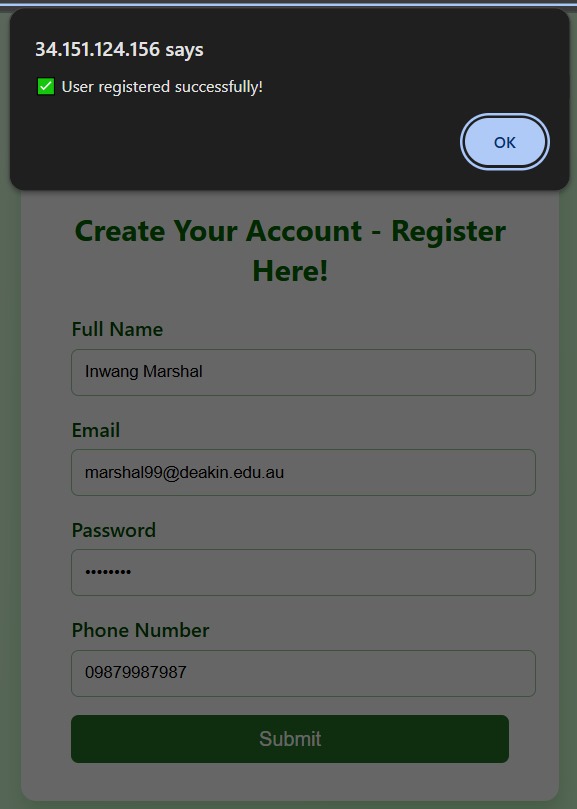 34.151.124.156 says
✅ User registered successfully!
OK
Create Your Account - Register
Here!
Full Name
Inwang Marshal
Email
marshal99@deakin.edu.au
Password
••••••••
Phone Number
09879987987
Submit